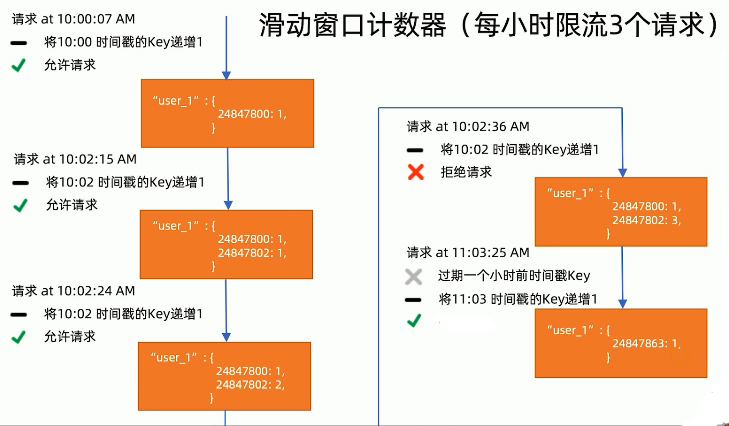 滑动窗口计数器（每小时限流3个请求）
请求 at 10:00:07 AM
将10:00 时间戳的Key递增1
允许请求
“user_1” : {
24847800: 1,
}
请求 at 10:02:15 AM
将10:02 时间戳的Key递增1
允许请求
“user_1” : {
24847800: 1,
24847802: 1,
}
请求 at 10:02:24 AM
将10:02 时间戳的Key递增1
允许请求
“user_1” : {
24847800: 1,
24847802: 2,
}
请求 at 10:02:36 AM
将10:02 时间戳的Key递增1
拒绝请求
“user_1” : {
24847800: 1,
24847802: 3,
}
请求 at 11:03:25 AM
过期一个小时前时间戳Key
将11:03 时间戳的Key递增1
“user_1” : {
24847863: 1,
}